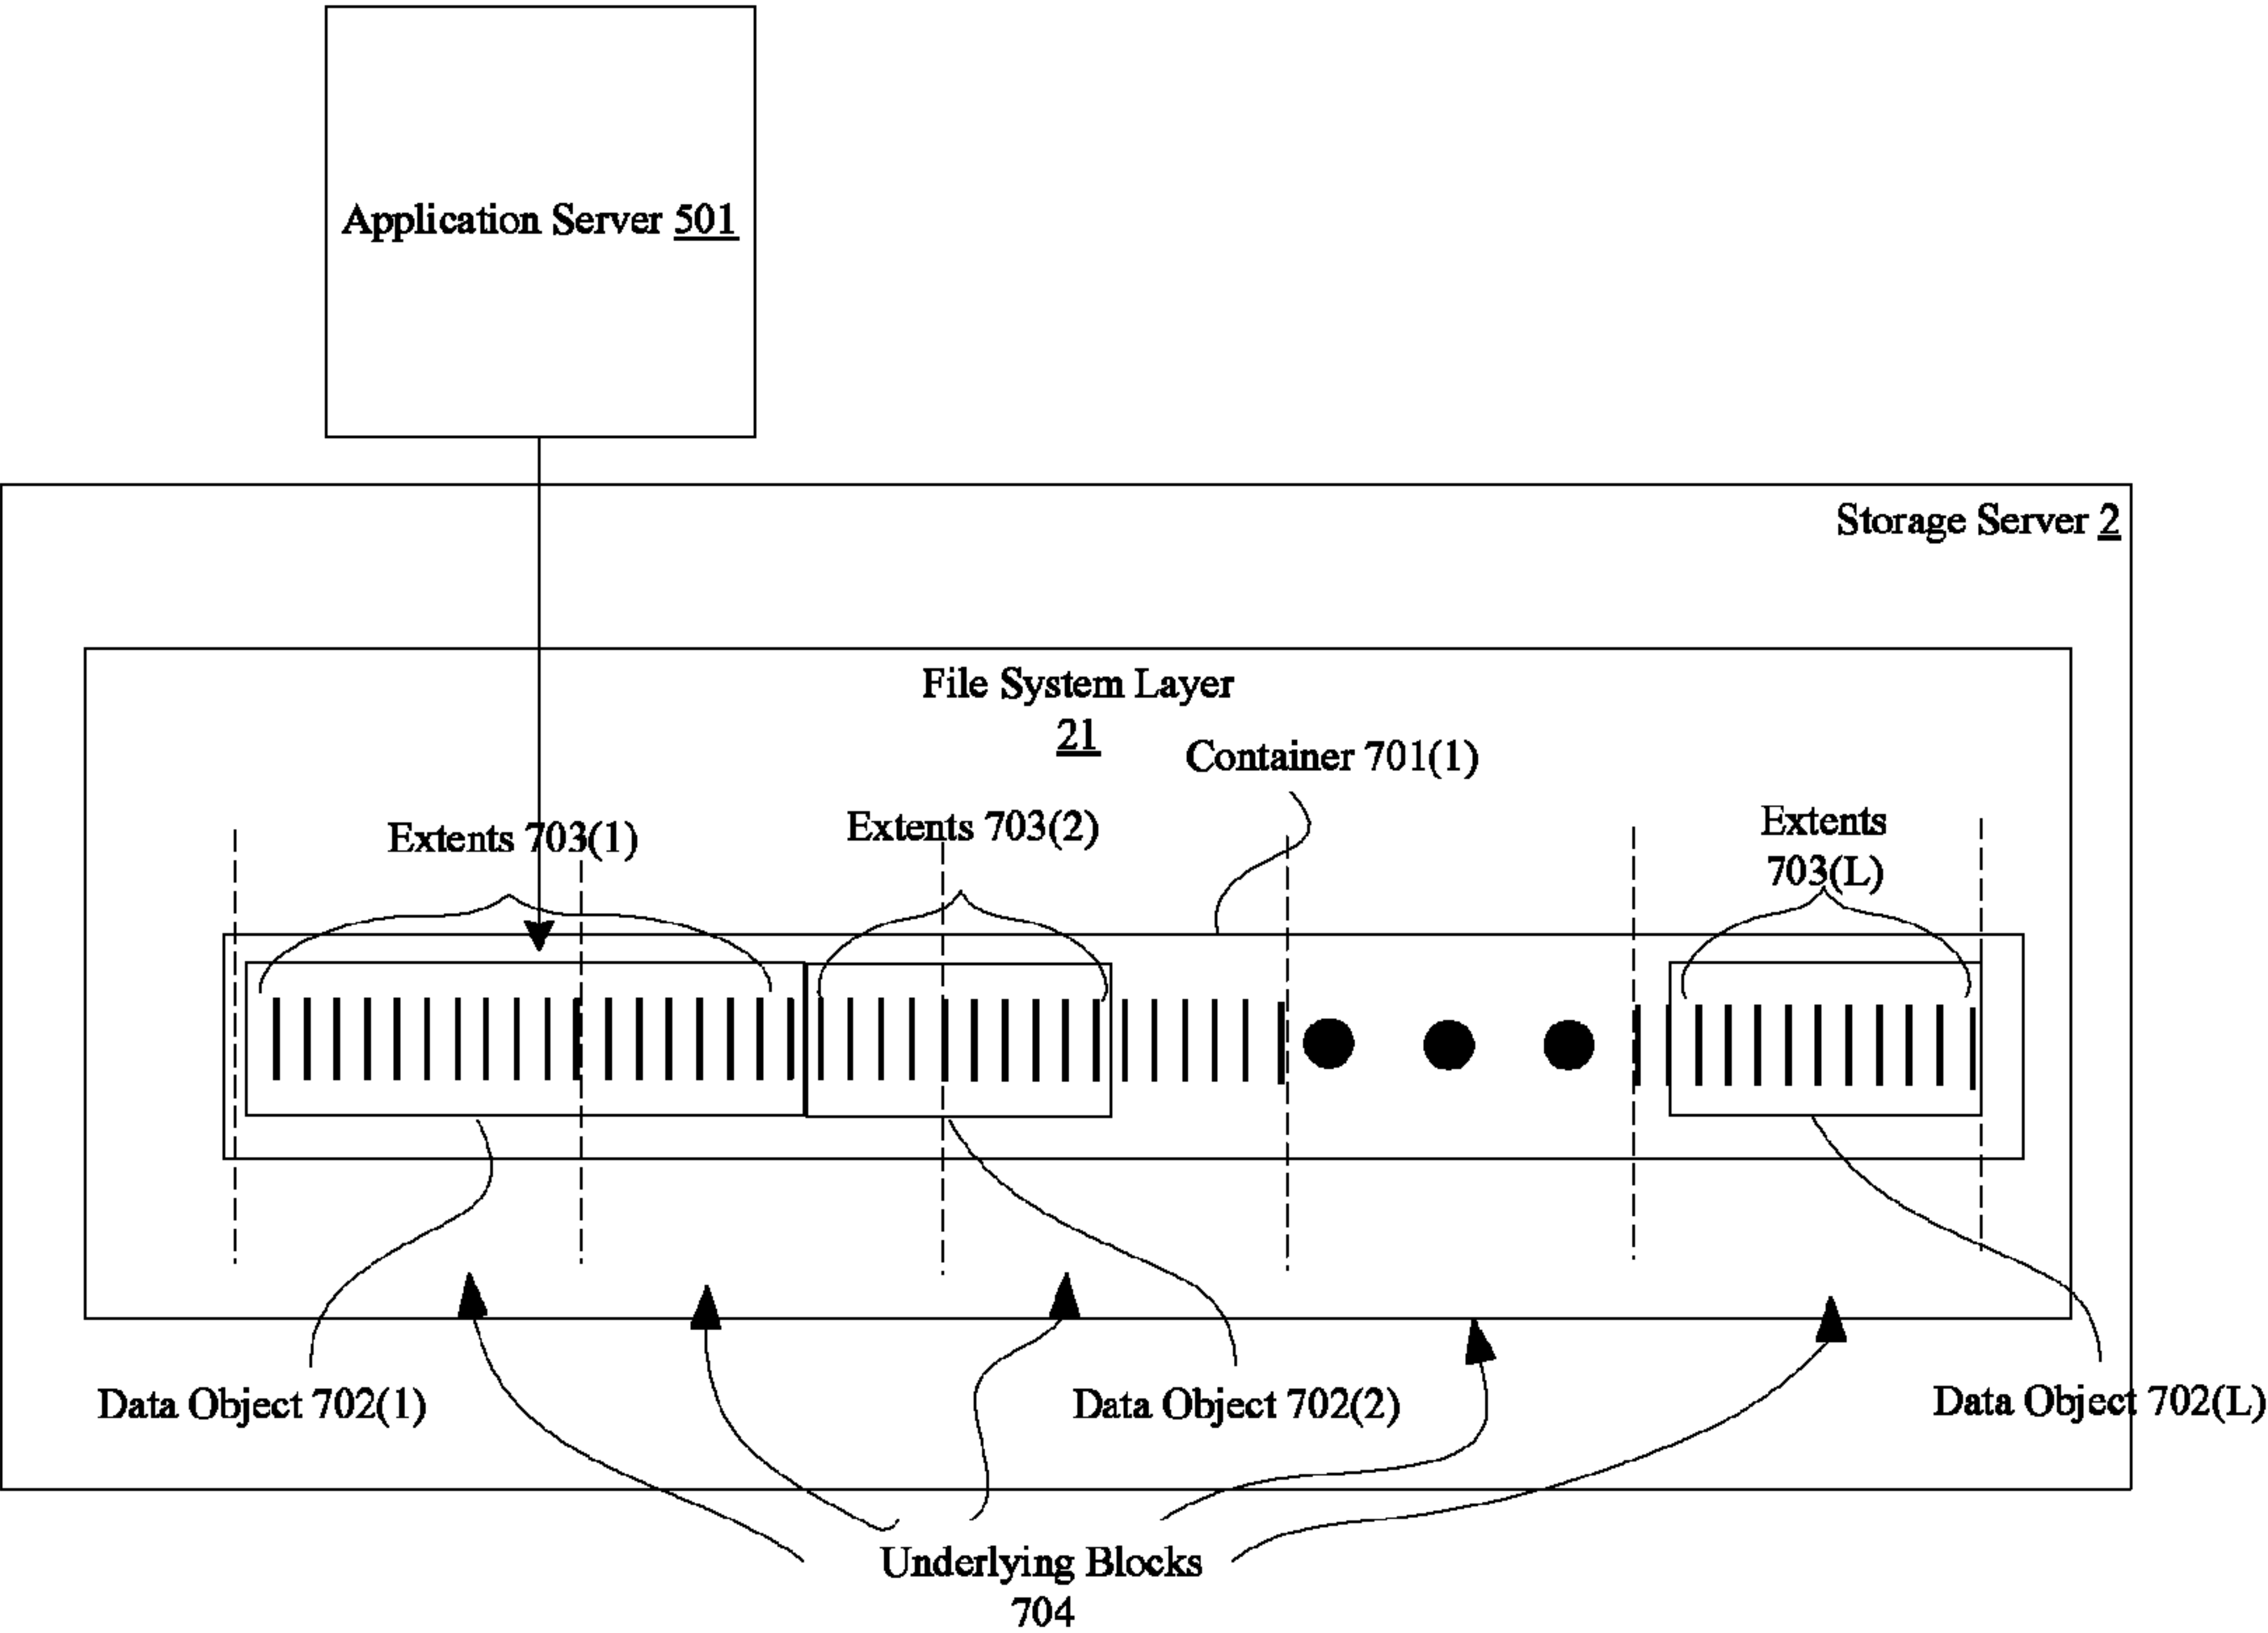 Application Server 501
Storage Server 2
File System Layer
21
Container 701(1)
Extents 703(1)
Extents 703(2)
Extents
703(L)
Data Object 702(1)
Data Object 702(2)
Data Object 702(L)
Underlying Blocks
704